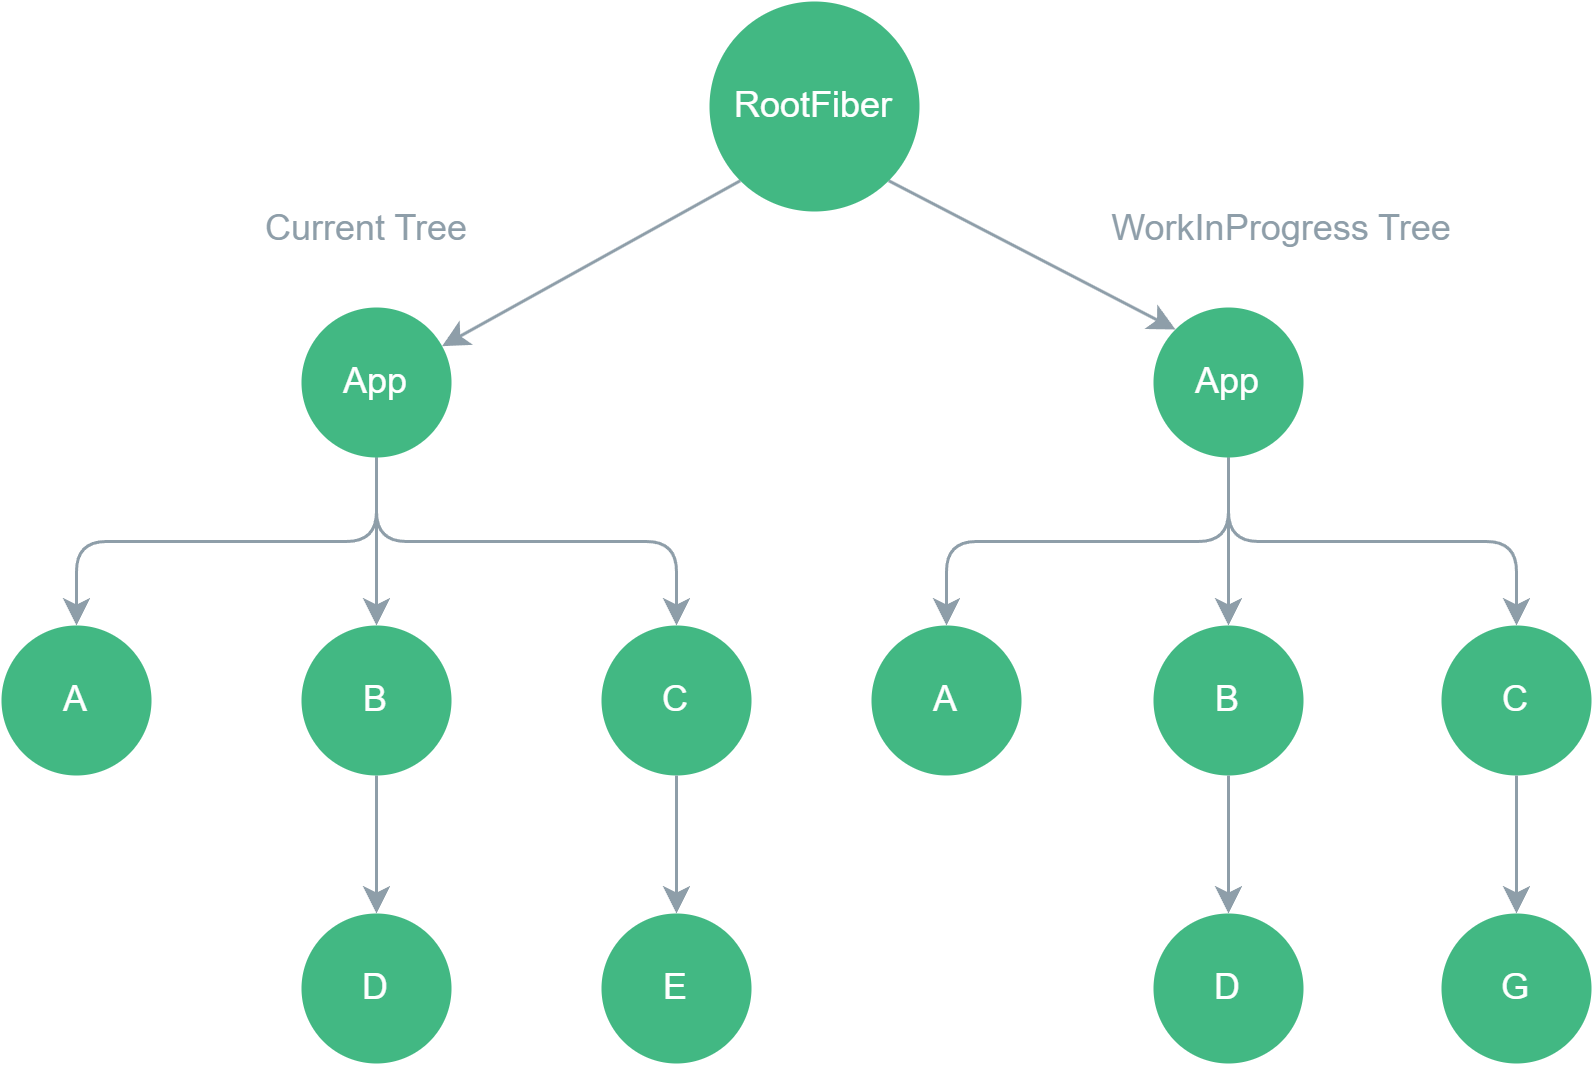 RootFiber
Current Tree
WorkInProgress Tree
App
App
A
B
C
A
B
C
D
E
D
G